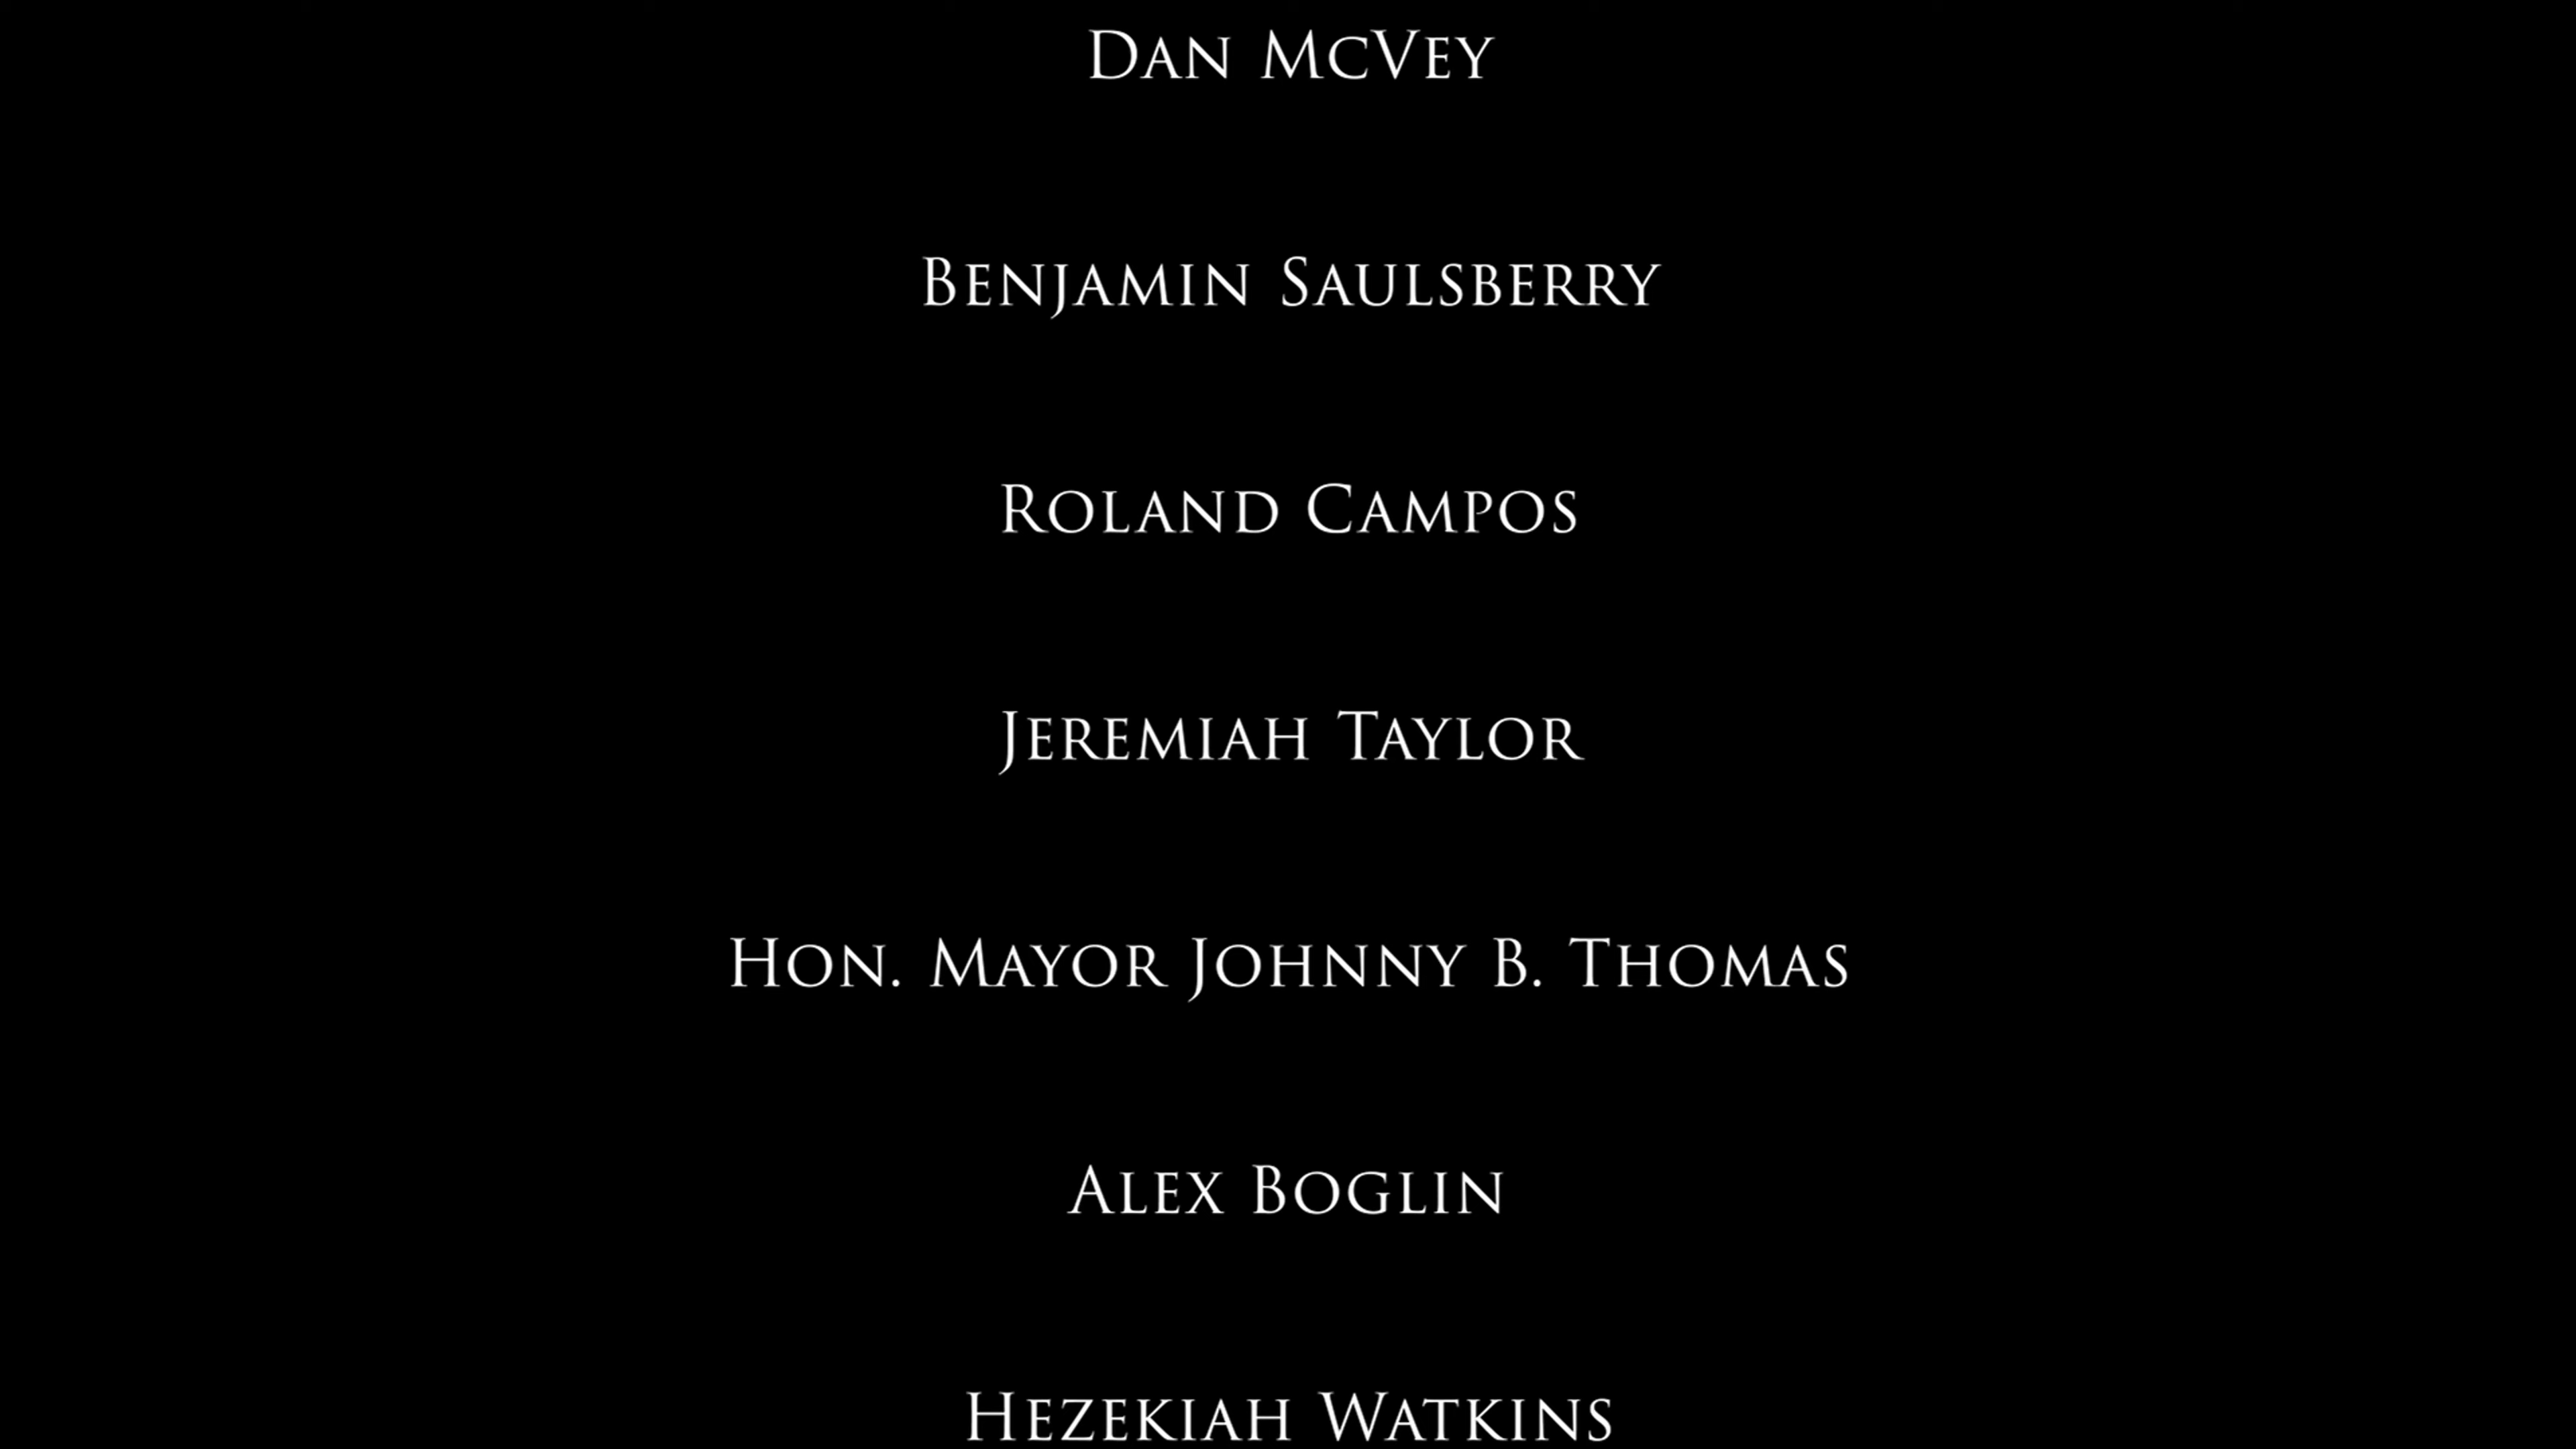 Dan McVey
Benjamin Saulsberry
Roland Campos
Jeremiah Taylor
Hon. Mayor Johnny B. Thomas
Alex Boglin
Hezekiah Watkins